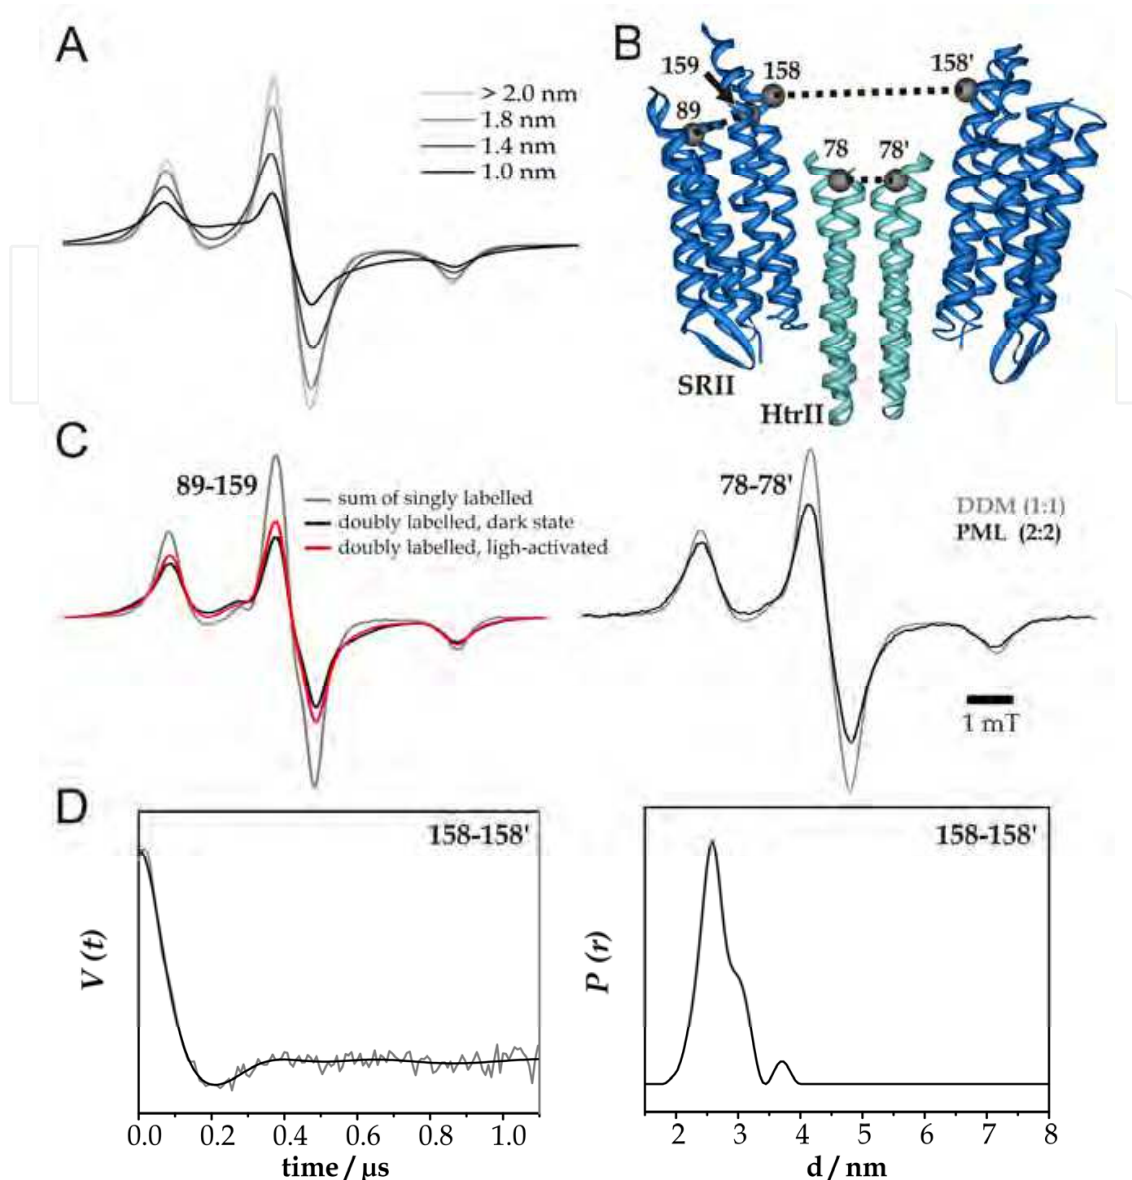 A
> 2.0 nm
1.8 nm
1.4 nm
1.0 nm
B
159
158
158'
89
78
78'
SRII
HtrII
C
89-159
sum of singly labelled
doubly labelled, dark state
doubly labelled, ligh-activated
78-78'
DDM (1:1)
PML (2:2)
1 mT
D
158-158'
V (t)
0.0 0.2 0.4 0.6 0.8 1.0
time / μs
158-158'
P (r)
2 3 4 5 6 7 8
d / nm